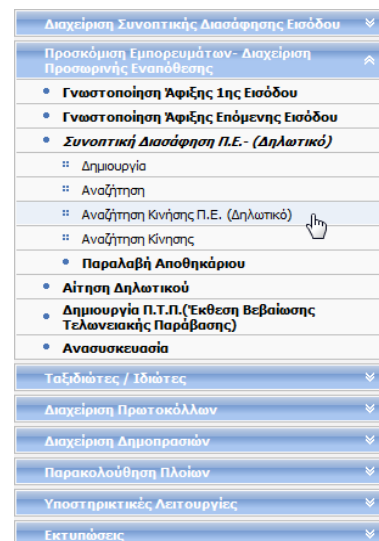 Διαχείριση Συνοπτικής Διασάφησης Εισόδου
Προσκόμιση Εμπορευμάτων- Διαχείριση
Προσωρινής Εναπόθεσης
Γνωστοποίηση Άφιξης 1ης Εισόδου
Γνωστοποίηση Άφιξης Επόμενης Εισόδου
Συνοπτική Διασάφηση Π.Ε.- (Δηλωτικό)
Δημιουργία
Αναζήτηση
Αναζήτηση Κινήσης Π.Ε. (Δηλωτικό)
Αναζήτηση Κίνησης
Παραλαβή Αποθηκάριου
Αίτηση Δηλωτικού
Δημιουργία Π.Τ.Π.(Έκθεση Βεβαίωσης
Τελωνειακής Παράβασης)
Ανασυσκευασία
Ταξιδιώτες / Ιδιώτες
Διαχείριση Πρωτοκόλλων
Διαχείριση Δημοπρασιών
Παρακολούθηση Πλοίων
Υποστηρικτικές Λειτουργίες
Εκτυπώσεις